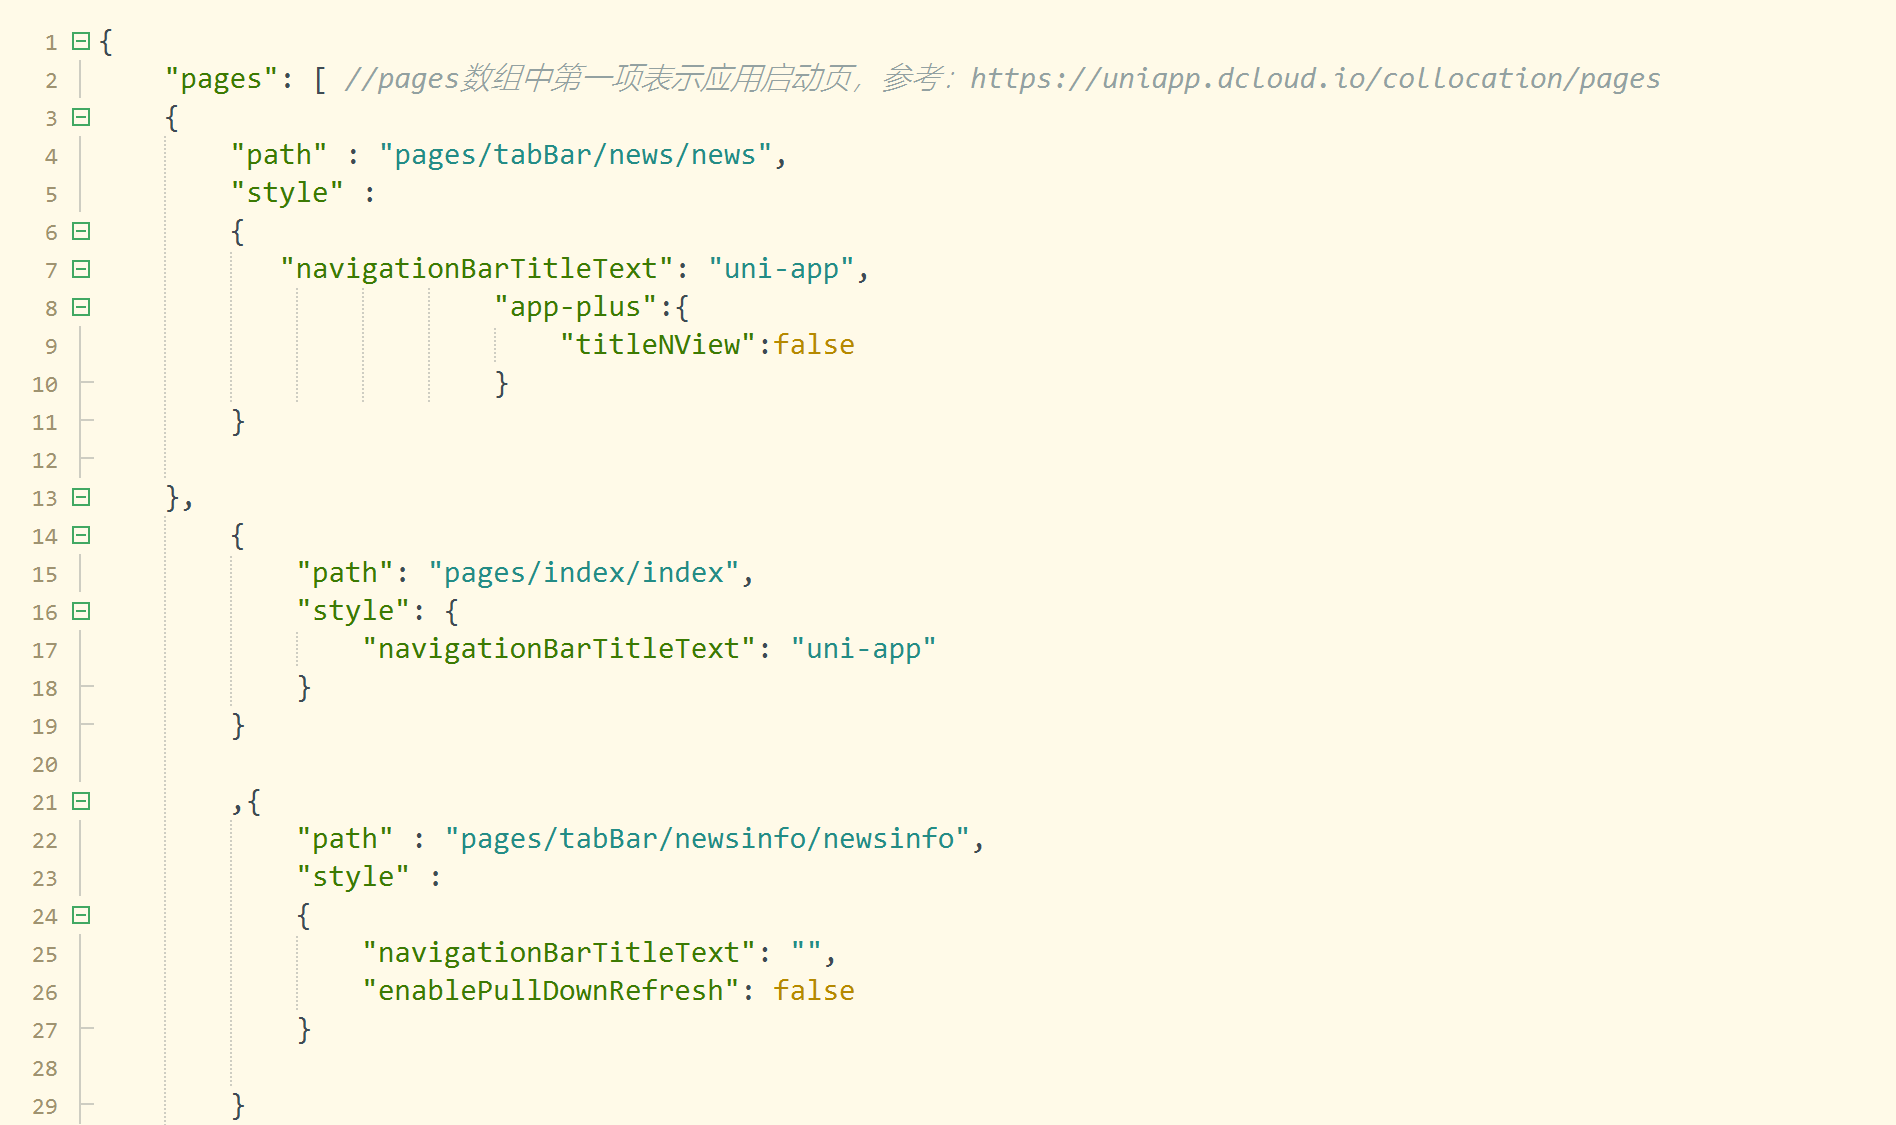 1 {
2 "pages": [ //pages数组中第一项表示应用启动页，参考：https://uniapp.dcloud.io/collocation/pages
3 {
4 "path" : "pages/tabBar/news/news",
5 "style" :
6 {
7 "navigationBarTitleText": "uni-app",
8 "app-plus":{
9 "titleNView":false
10 }
11 }
12
13 },
14 {
15 "path": "pages/index/index",
16 "style": {
17 "navigationBarTitleText": "uni-app"
18 }
19 }
20
21 ,{
22 "path" : "pages/tabBar/newsinfo/newsinfo",
23 "style" :
24 {
25 "navigationBarTitleText": "",
26 "enablePullDownRefresh": false
27 }
28
29 }